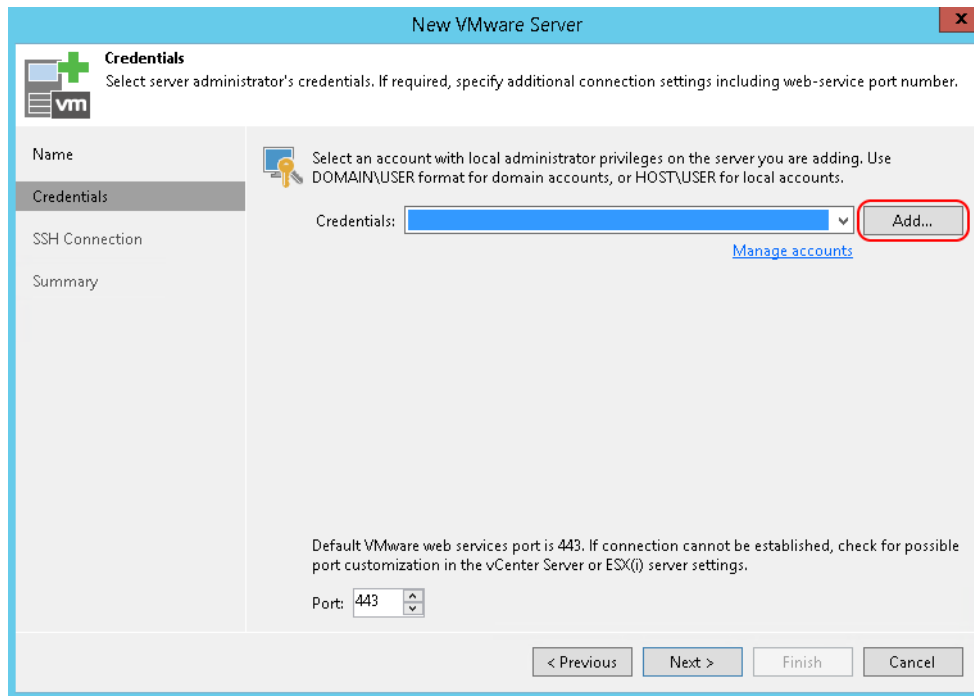 New VMware Server
x
Credentials
Select server administrator's credentials. If required, specify additional connection settings including web-service port number.
vm
Name
Credentials
SSH Connection
Summary
Select an account with local administrator privileges on the server you are adding. Use
DOMAIN\USER format for domain accounts, or HOST\USER for local accounts.
Credentials:
Add...
Manage accounts
Default VMware web services port is 443. If connection cannot be established, check for possible
port customization in the vCenter Server or ESX(i) server settings.
Port: 443
< Previous
Next >
Finish
Cancel